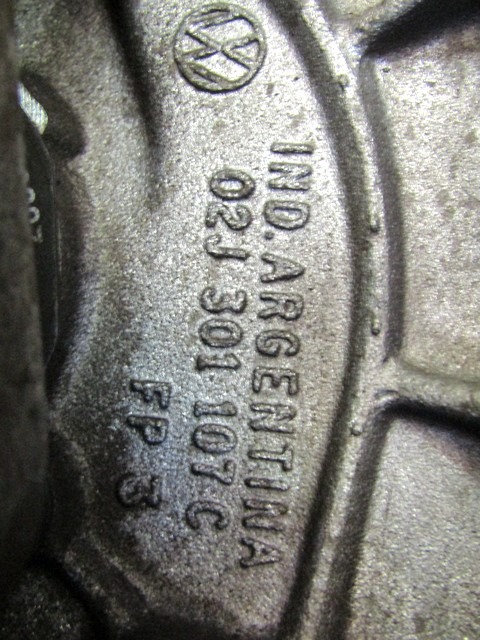 IND. ARGENTINA
02J 301 107 C
FP 3